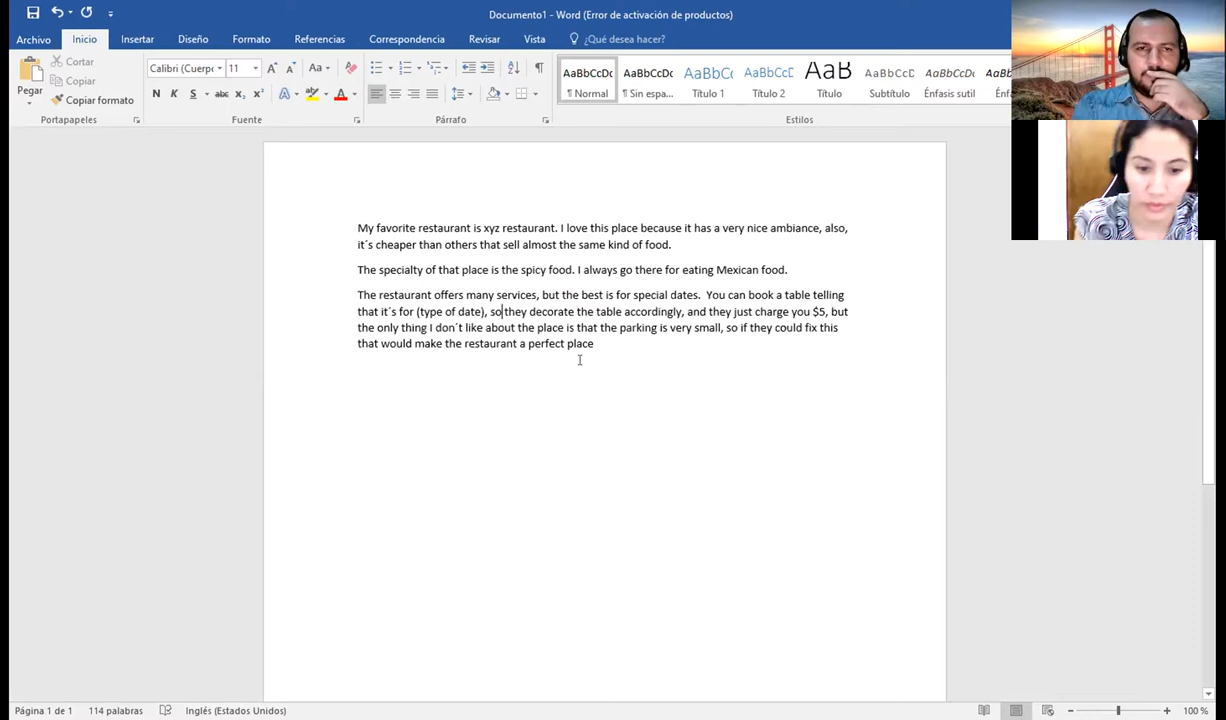 Documento1 - Word (Error de activación de productos)
Archivo Inicio Insertar Diseño Formato Referencias Correspondencia Revisar Vista ¿Qué desea hacer?
Pegar
Cortar
Copiar
Copiar formato
Portapapeles
Calibri (Cuerpo 11
N K S abc x₂ x²
Fuente
Párrafo
AaBbCcDc AaBbCcDc AaBbCc AaBbCcD AaB AaBbCcD AaBbCcDc
¶ Normal ¶ Sin espa... Título 1 Título 2 Título Subtítulo Énfasis sutil
Estilos
My favorite restaurant is xyz restaurant. I love this place because it has a very nice ambiance, also,
it´s cheaper than others that sell almost the same kind of food.
The specialty of that place is the spicy food. I always go there for eating Mexican food.
The restaurant offers many services, but the best is for special dates.  You can book a table telling
that it´s for (type of date), so they decorate the table accordingly, and they just charge you $5, but
the only thing I don´t like about the place is that the parking is very small, so if they could fix this
that would make the restaurant a perfect place
Página 1 de 1 114 palabras Inglés (Estados Unidos) 100 %